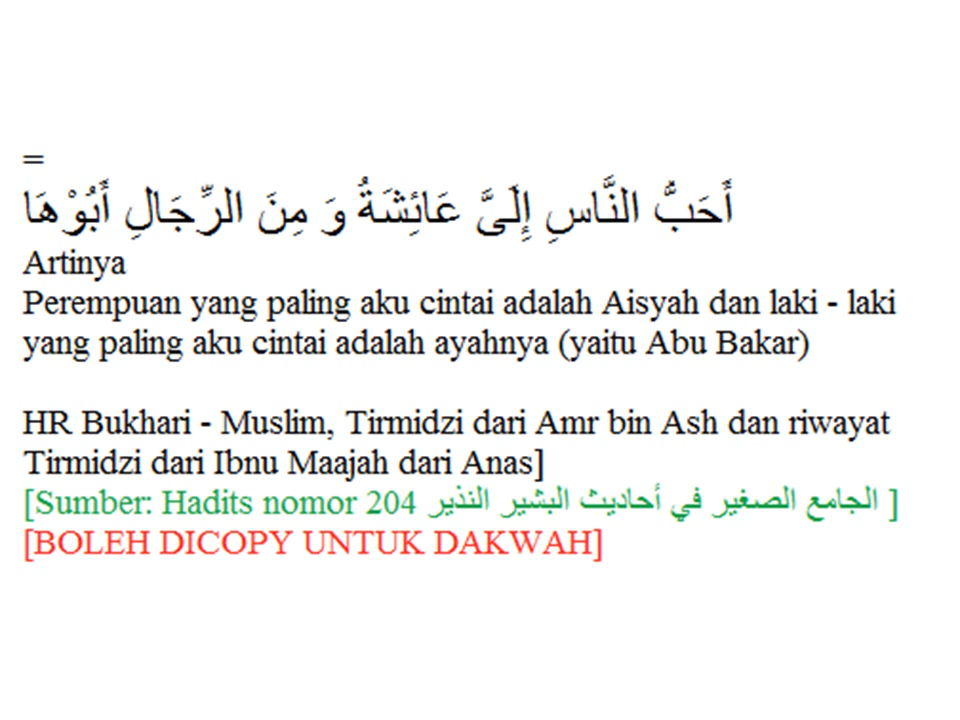 =
أَحَبُّ النَّاسِ إِلَىَّ عَائِشَةُ وَ مِنَ الرِّجَالِ أَبُوْهَا
Artinya
Perempuan yang paling aku cintai adalah Aisyah dan laki - laki
yang paling aku cintai adalah ayahnya (yaitu Abu Bakar)
HR Bukhari - Muslim, Tirmidzi dari Amr bin Ash dan riwayat
Tirmidzi dari Ibnu Maajah dari Anas]
[Sumber: Hadits nomor 204 الجامع الصغير في أحاديث البشير النذير ]
[BOLEH DICOPY UNTUK DAKWAH]